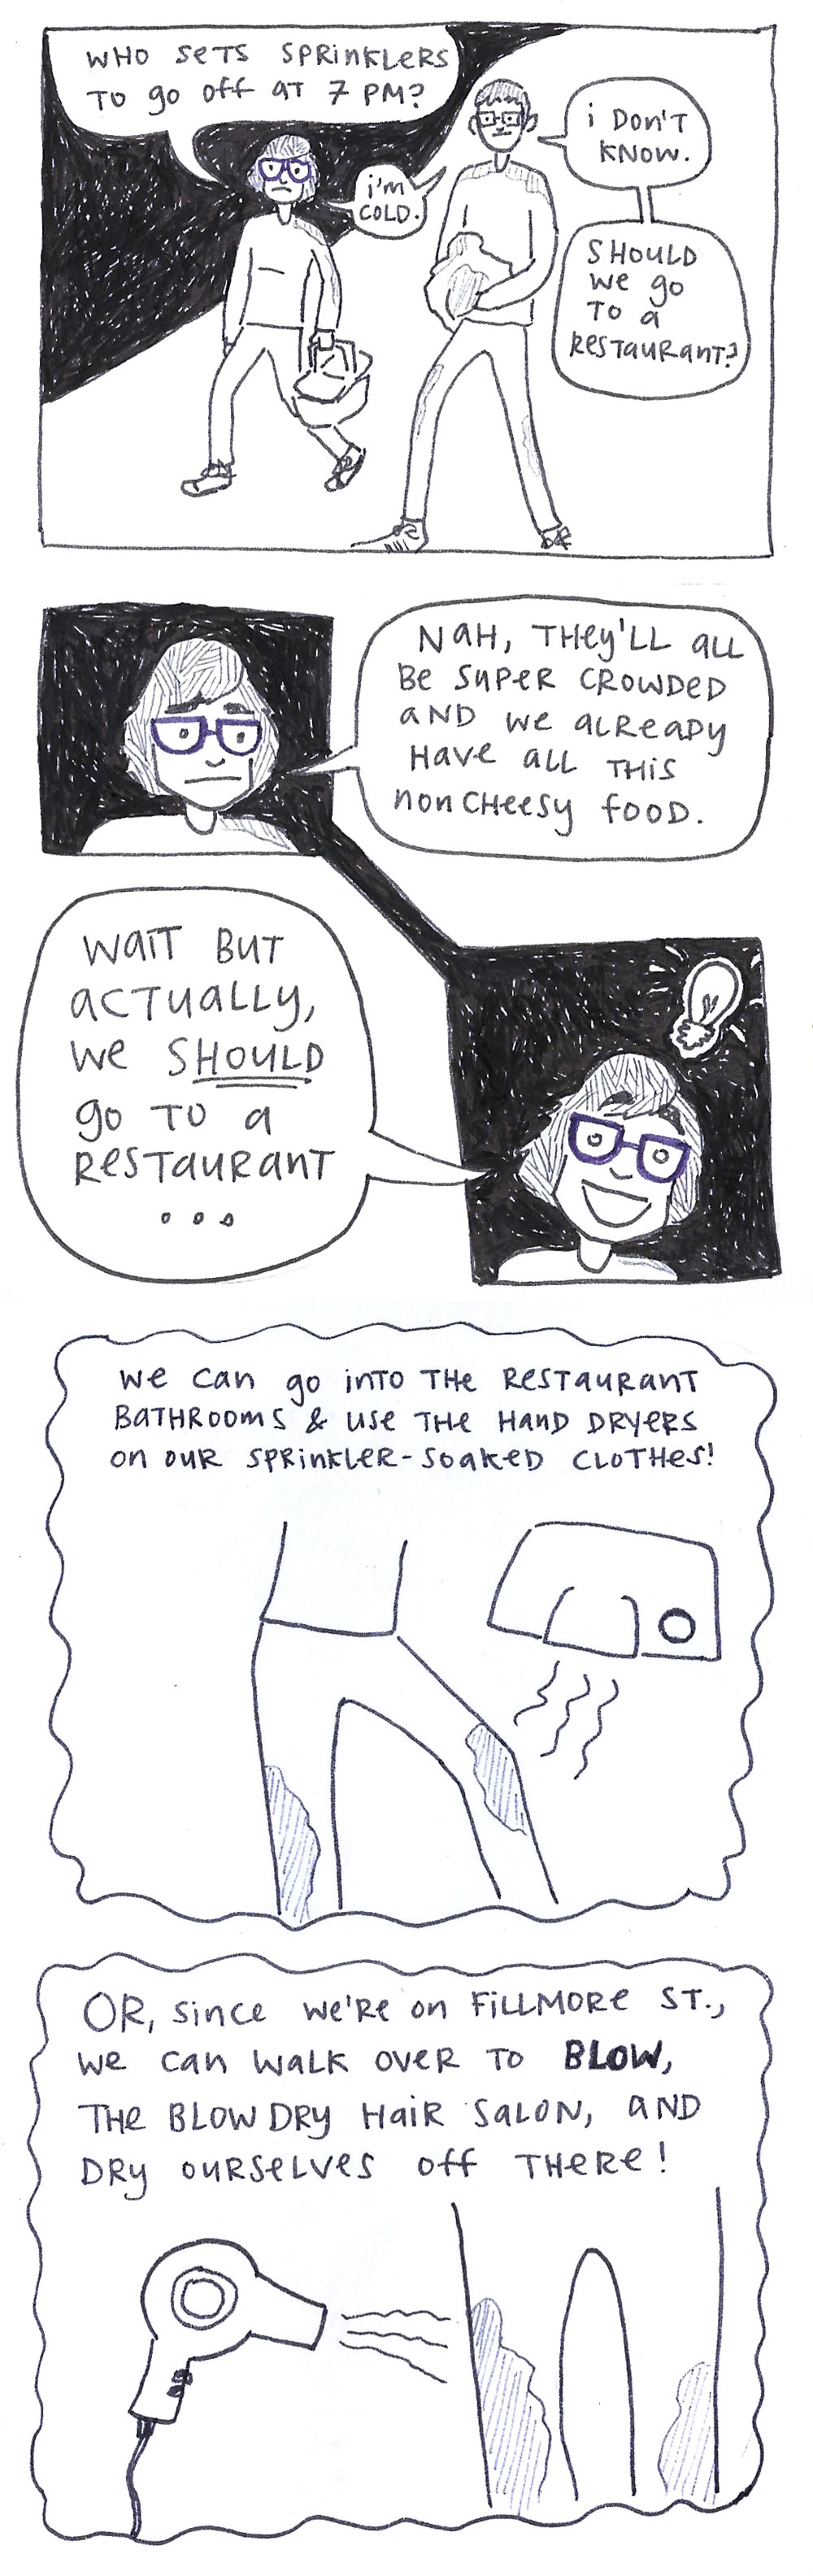 WHO SETS SPRINKLERS
TO go OFF AT 7 PM?
i'm
COLD.
i DON'T
KNOW.
SHOULD
we go
TO a
RESTAURANT?
NAH, THEY'LL ALL
BE SUPER CROWDED
AND WE ALREADY
HAVE ALL THIS
NONCHEESY FOOD.
WAIT BUT
ACTUALLY,
WE SHOULD
go TO a
RESTAURANT
...
WE CAN go INTO THE RESTAURANT
BATHROOMS & USE THE HAND DRYERS
ON OUR SPRINKLER-SOAKED CLOTHES!
OR, SINCE WE'RE ON FILLMORE ST.,
WE CAN WALK OVER TO BLOW,
THE BLOW DRY HAIR SALON, AND
DRY OURSELVES OFF THERE!